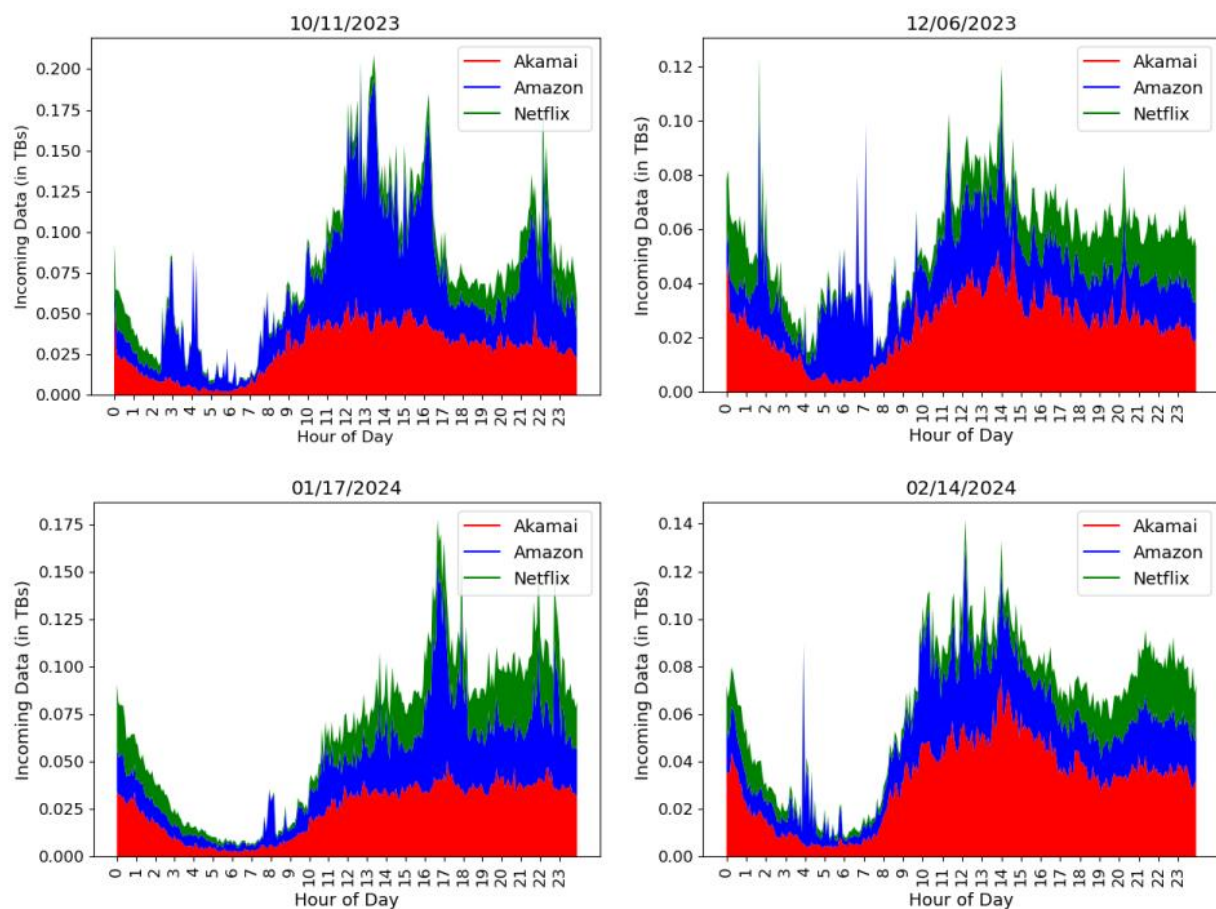 10/11/2023
Incoming Data (in TBs)
0.200
0.175
0.150
0.125
0.100
0.075
0.050
0.025
0.000
Akamai
Amazon
Netflix
0 1 2 3 4 5 6 7 8 9 10 11 12 13 14 15 16 17 18 19 20 21 22 23
Hour of Day
12/06/2023
Incoming Data (in TBs)
0.12
0.10
0.08
0.06
0.04
0.02
0.00
Akamai
Amazon
Netflix
0 1 2 3 4 5 6 7 8 9 10 11 12 13 14 15 16 17 18 19 20 21 22 23
Hour of Day
01/17/2024
Incoming Data (in TBs)
0.175
0.150
0.125
0.100
0.075
0.050
0.025
0.000
Akamai
Amazon
Netflix
0 1 2 3 4 5 6 7 8 9 10 11 12 13 14 15 16 17 18 19 20 21 22 23
Hour of Day
02/14/2024
Incoming Data (in TBs)
0.14
0.12
0.10
0.08
0.06
0.04
0.02
0.00
Akamai
Amazon
Netflix
0 1 2 3 4 5 6 7 8 9 10 11 12 13 14 15 16 17 18 19 20 21 22 23
Hour of Day